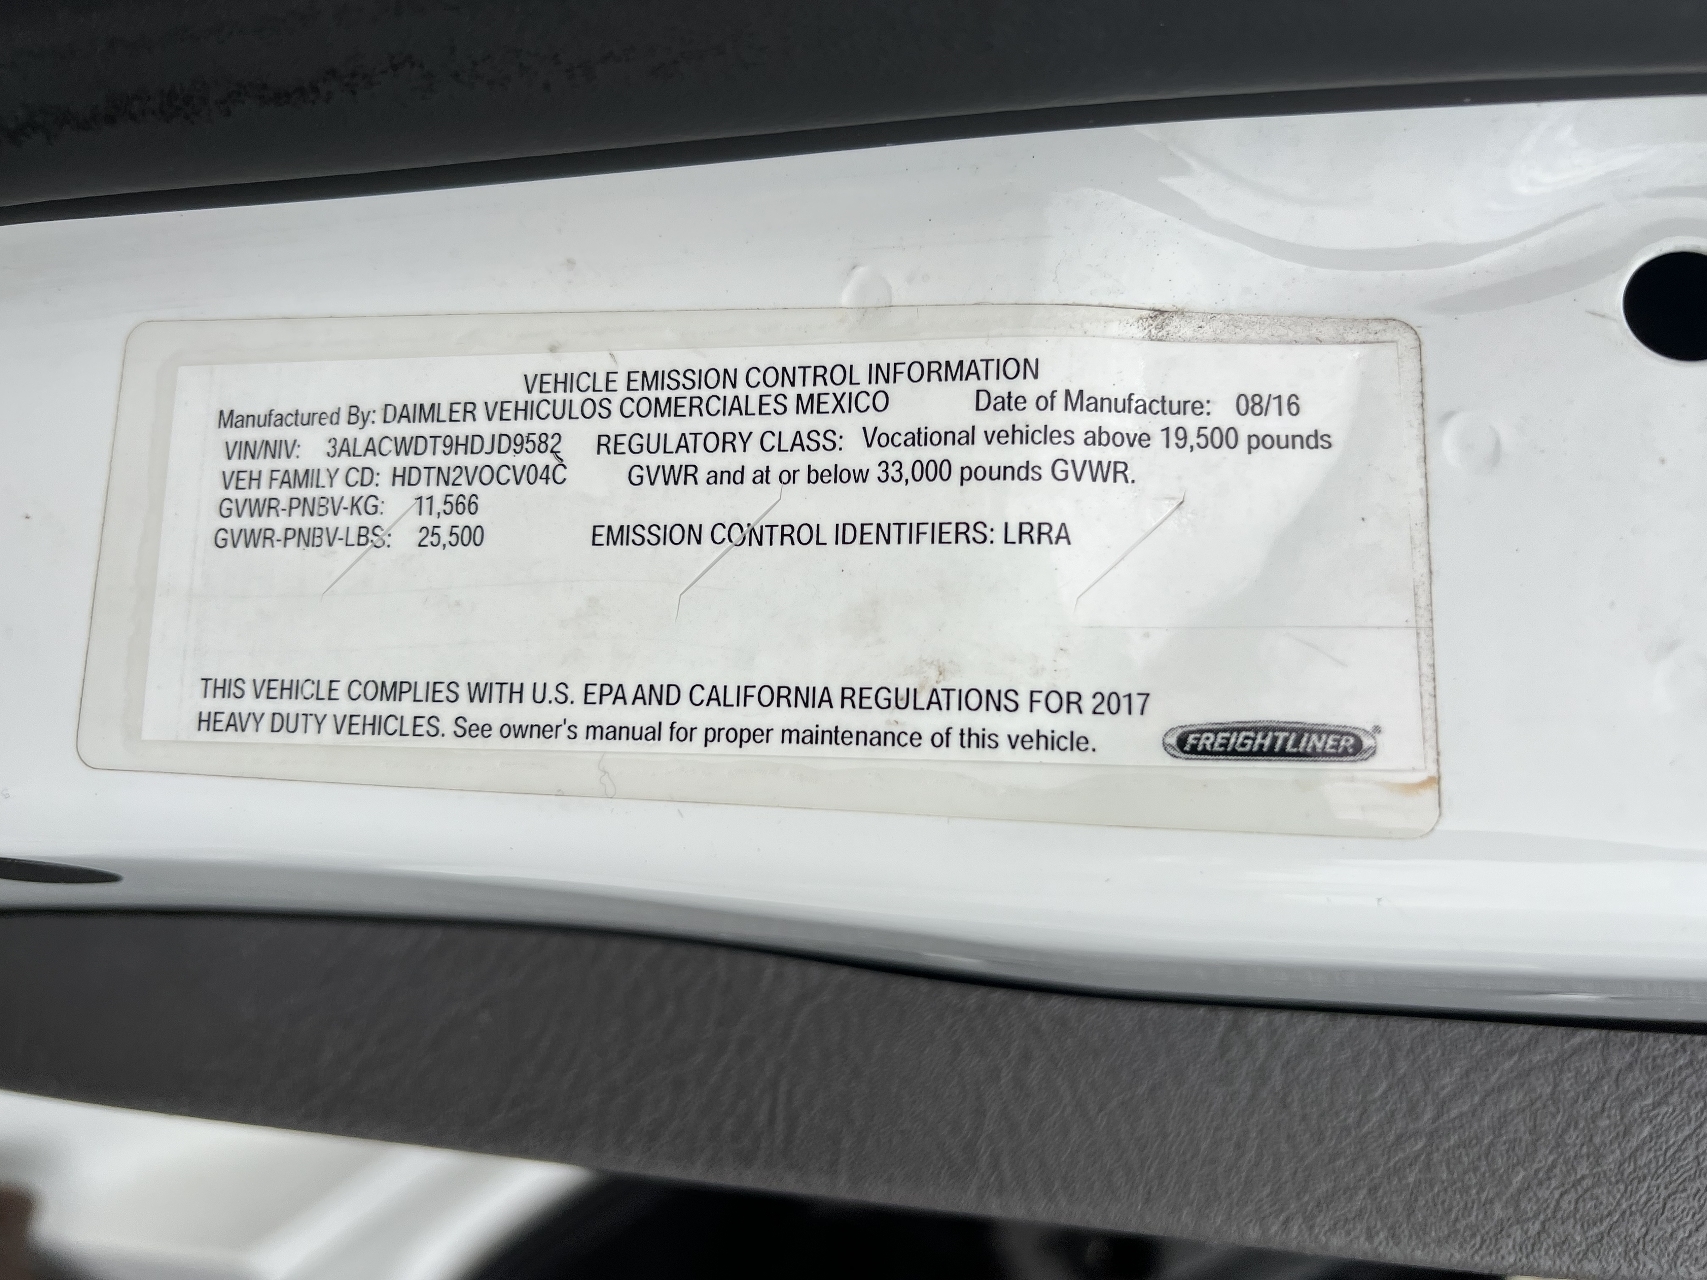 VEHICLE EMISSION CONTROL INFORMATION
Manufactured By: DAIMLER VEHICULOS COMERCIALES MEXICO Date of Manufacture: 08/16
VIN/NIV: 3ALACWDT9HDJD9582 REGULATORY CLASS: Vocational vehicles above 19,500 pounds
VEH FAMILY CD: HDTN2VOCV04C GVWR and at or below 33,000 pounds GVWR.
GVWR-PNBV-KG: 11,566
GVWR-PNBV-LBS: 25,500 EMISSION CONTROL IDENTIFIERS: LRRA
THIS VEHICLE COMPLIES WITH U.S. EPA AND CALIFORNIA REGULATIONS FOR 2017
HEAVY DUTY VEHICLES. See owner's manual for proper maintenance of this vehicle.
FREIGHTLINER®